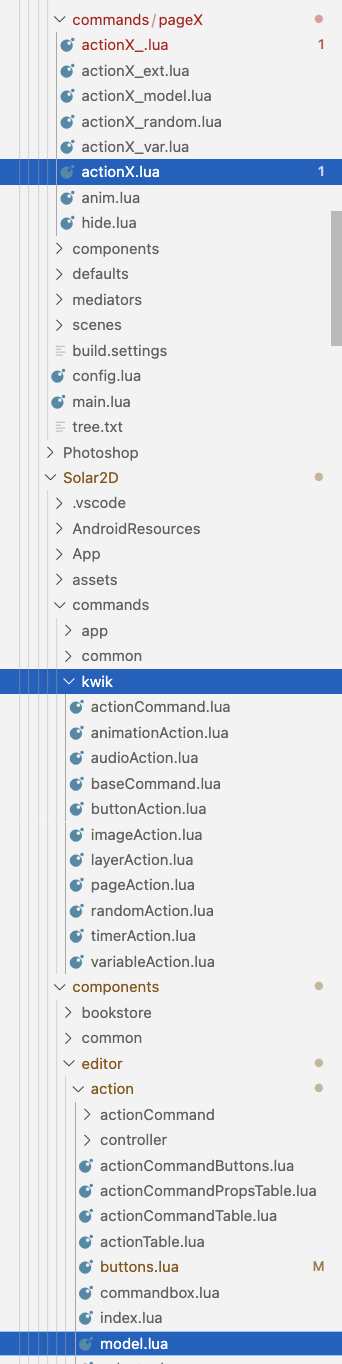 commands/pageX
actionX_.lua 1
actionX_ext.lua
actionX_model.lua
actionX_random.lua
actionX_var.lua
actionX.lua 1
anim.lua
hide.lua
components
defaults
mediators
scenes
build.settings
config.lua
main.lua
tree.txt
Photoshop
Solar2D
.vscode
AndroidResources
App
assets
commands
app
common
kwik
actionCommand.lua
animationAction.lua
audioAction.lua
baseCommand.lua
buttonAction.lua
imageAction.lua
layerAction.lua
pageAction.lua
randomAction.lua
timerAction.lua
variableAction.lua
components
bookstore
common
editor
action
actionCommand
controller
actionCommandButtons.lua
actionCommandPropsTable.lua
actionCommandTable.lua
actionTable.lua
buttons.lua M
commandbox.lua
index.lua
model.lua